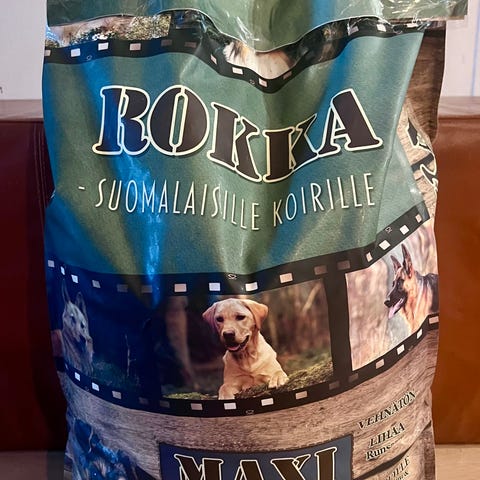 ROKKA
- SUOMALAISILLE KOIRILLE
VEHNÄTÖN
LIHAA
MAXI